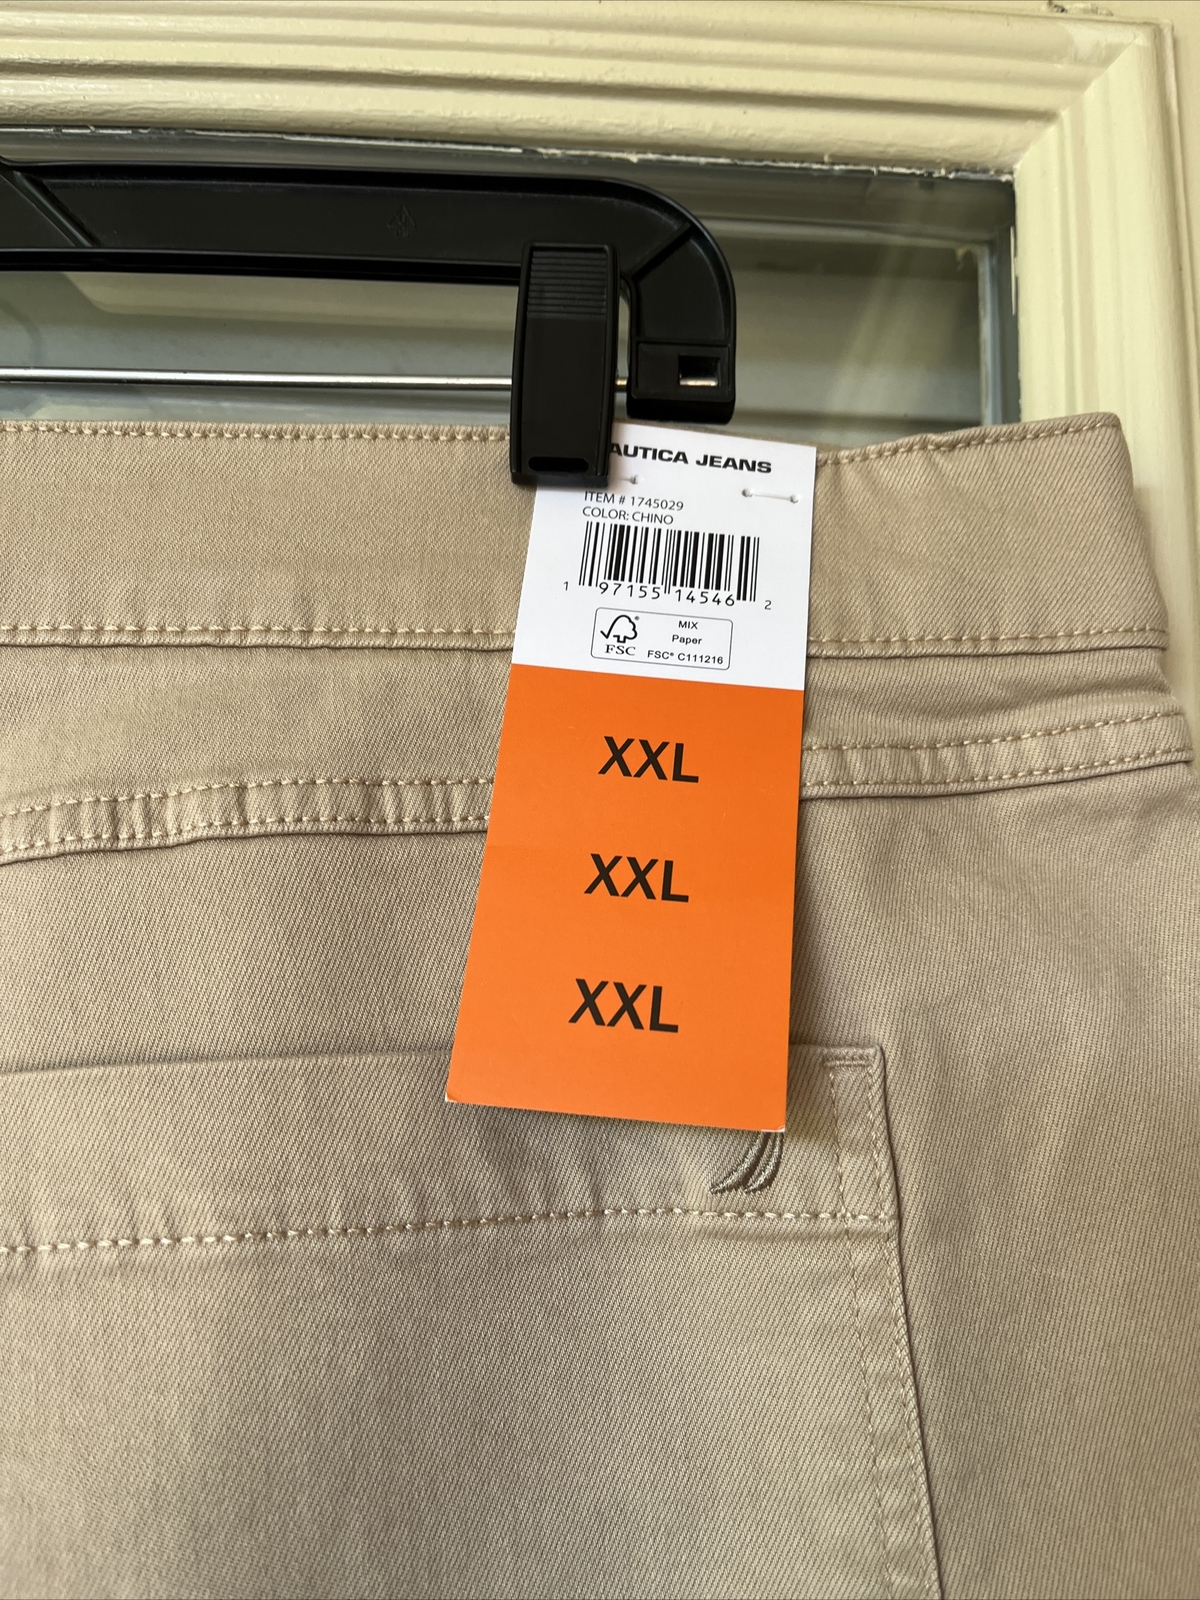 AUTICA JEANS
ITEM # 1745029
COLOR: CHINO
1 97155 14546 2
FSC®
MIX
Paper
FSC® C111216
XXL
XXL
XXL